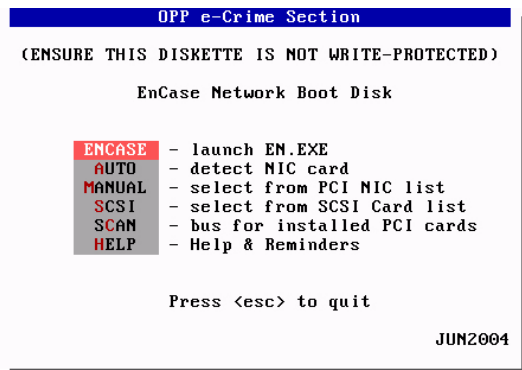 OPP e-Crime Section
(ENSURE THIS DISKETTE IS NOT WRITE-PROTECTED)
EnCase Network Boot Disk
ENCASE - launch EN.EXE
AUTO - detect NIC card
MANUAL - select from PCI NIC list
SCSI - select from SCSI Card list
SCAN - bus for installed PCI cards
HELP - Help & Reminders
Press <esc> to quit
JUN2004